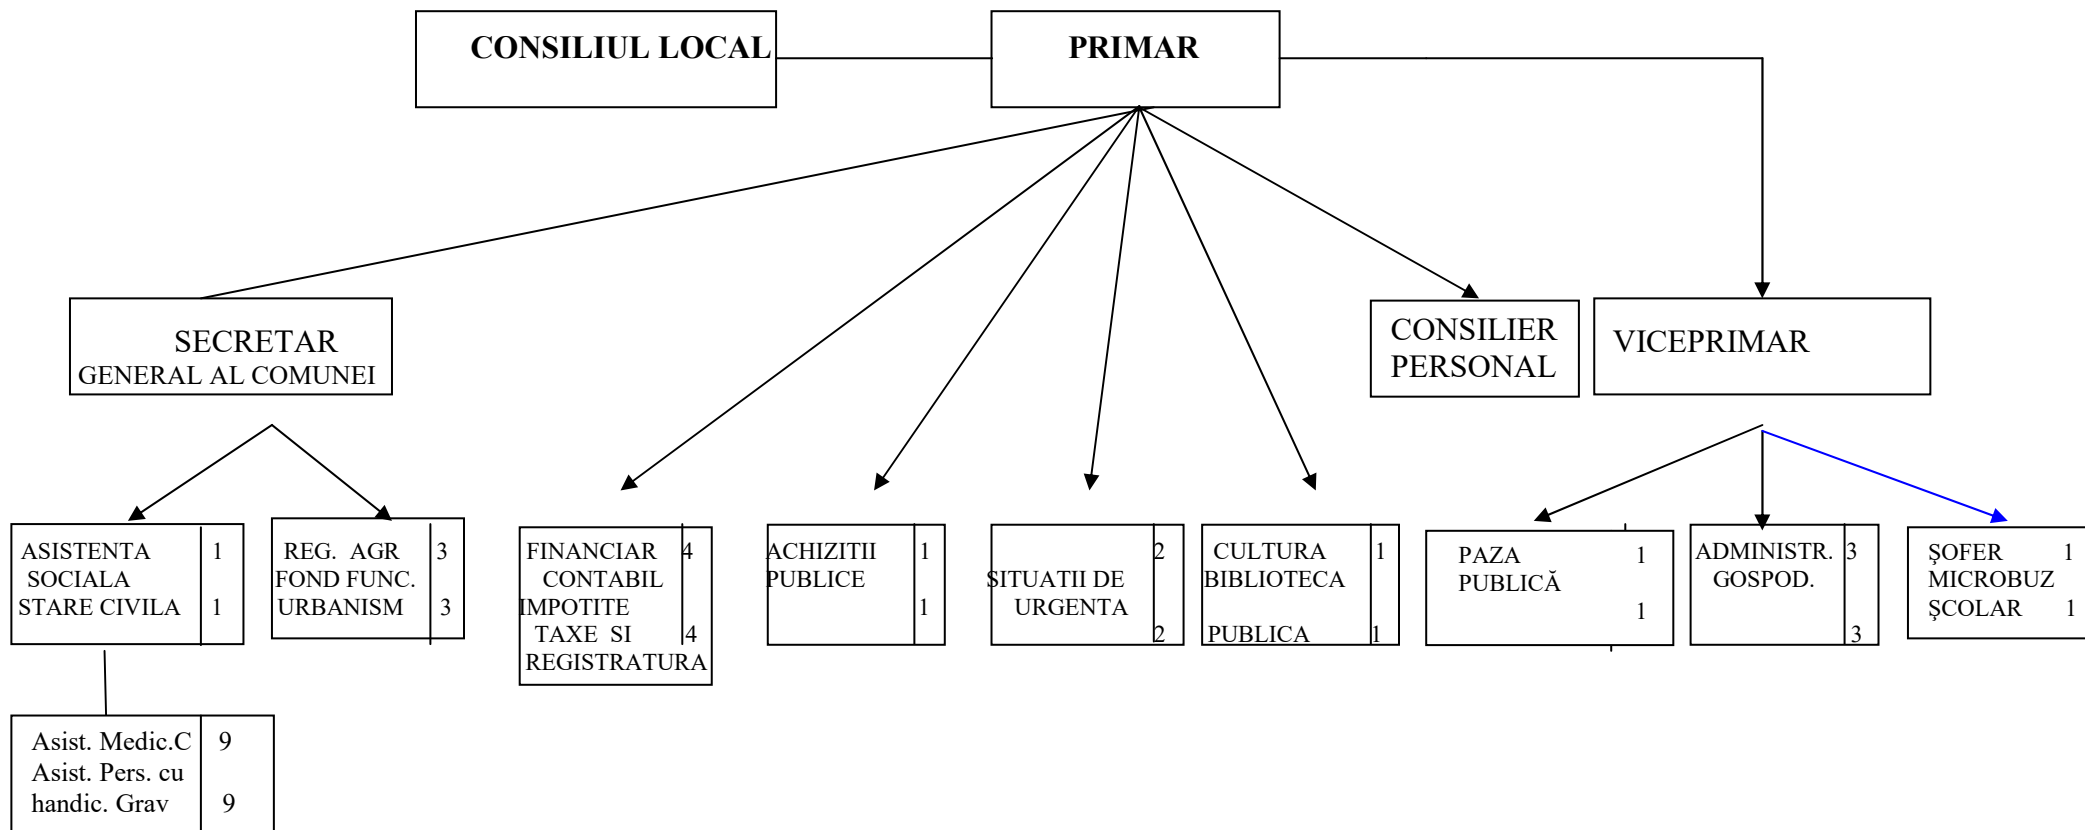 CONSILIUL LOCAL
PRIMAR
SECRETAR
GENERAL AL COMUNEI
CONSILIER
PERSONAL
VICEPRIMAR
ASISTENTA 1
SOCIALA
STARE CIVILA 1
REG. AGR 3
FOND FUNC.
URBANISM 3
FINANCIAR 4
CONTABIL
IMPOTITE
TAXE SI 4
REGISTRATURA
ACHIZITII 1
PUBLICE
1
2
SITUATII DE
URGENTA
2
CULTURA 1
BIBLIOTECA
PUBLICA 1
PAZA 1
PUBLICĂ
1
ADMINISTR. 3
GOSPOD.
3
ŞOFER 1
MICROBUZ
ŞCOLAR 1
Asist. Medic.C 9
Asist. Pers. cu
handic. Grav 9